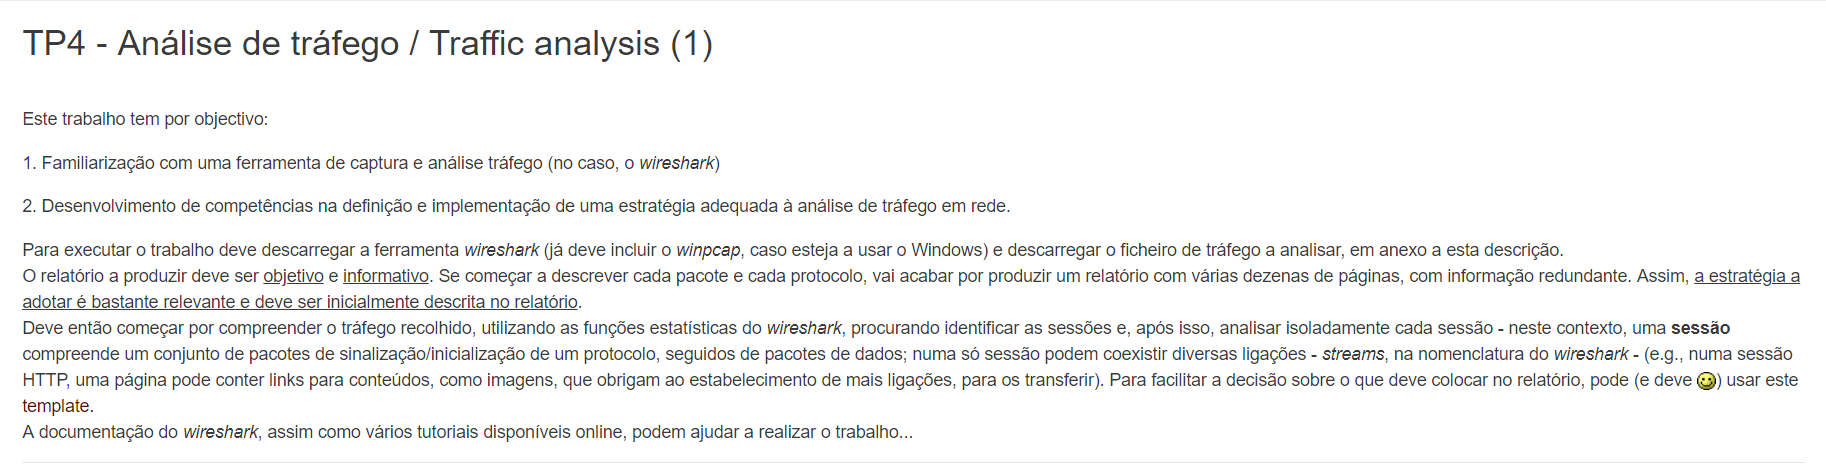 TP4 - Análise de tráfego / Traffic analysis (1)
Este trabalho tem por objectivo:
1. Familiarização com uma ferramenta de captura e análise tráfego (no caso, o wireshark)
2. Desenvolvimento de competências na definição e implementação de uma estratégia adequada à análise de tráfego em rede.
Para executar o trabalho deve descarregar a ferramenta wireshark (já deve incluir o winpcap, caso esteja a usar o Windows) e descarregar o ficheiro de tráfego a analisar, em anexo a esta descrição.
O relatório a produzir deve ser objetivo e informativo. Se começar a descrever cada pacote e cada protocolo, vai acabar por produzir um relatório com várias dezenas de páginas, com informação redundante. Assim, a estratégia a
adotar é bastante relevante e deve ser inicialmente descrita no relatório.
Deve então começar por compreender o tráfego recolhido, utilizando as funções estatísticas do wireshark, procurando identificar as sessões e, após isso, analisar isoladamente cada sessão - neste contexto, uma sessão
compreende um conjunto de pacotes de sinalização/inicialização de um protocolo, seguidos de pacotes de dados; numa só sessão podem coexistir diversas ligações - streams, na nomenclatura do wireshark - (e.g., numa sessão
HTTP, uma página pode conter links para conteúdos, como imagens, que obrigam ao estabelecimento de mais ligações, para os transferir). Para facilitar a decisão sobre o que deve colocar no relatório, pode (e deve ) usar este
template.
A documentação do wireshark, assim como vários tutoriais disponíveis online, podem ajudar a realizar o trabalho...